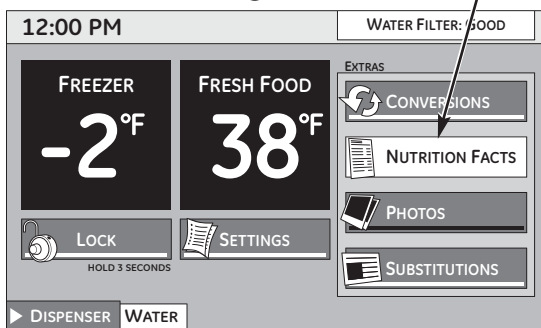 12:00 PM
WATER FILTER: GOOD
FREEZER
-2°F
FRESH FOOD
38°F
EXTRAS
CONVERSIONS
NUTRITION FACTS
PHOTOS
SUBSTITUTIONS
LOCK
HOLD 3 SECONDS
SETTINGS
DISPENSER WATER